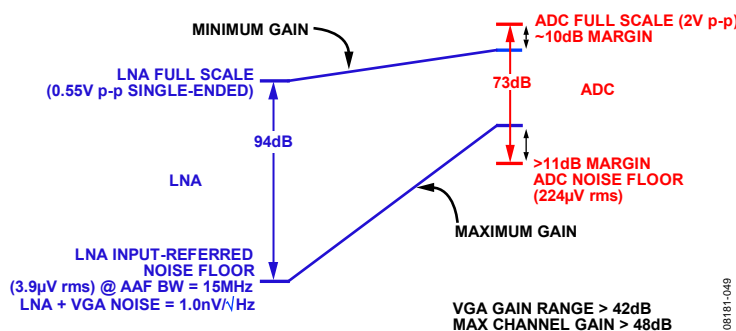 MINIMUM GAIN
ADC FULL SCALE (2V p-p)
~10dB MARGIN
LNA FULL SCALE
(0.55V p-p SINGLE-ENDED)
73dB
ADC
94dB
LNA
>11dB MARGIN
ADC NOISE FLOOR
(224µV rms)
MAXIMUM GAIN
LNA INPUT-REFERRED
NOISE FLOOR
(3.9µV rms) @ AAF BW = 15MHz
LNA + VGA NOISE = 1.0nV/√Hz
VGA GAIN RANGE > 42dB
MAX CHANNEL GAIN > 48dB
08181-049